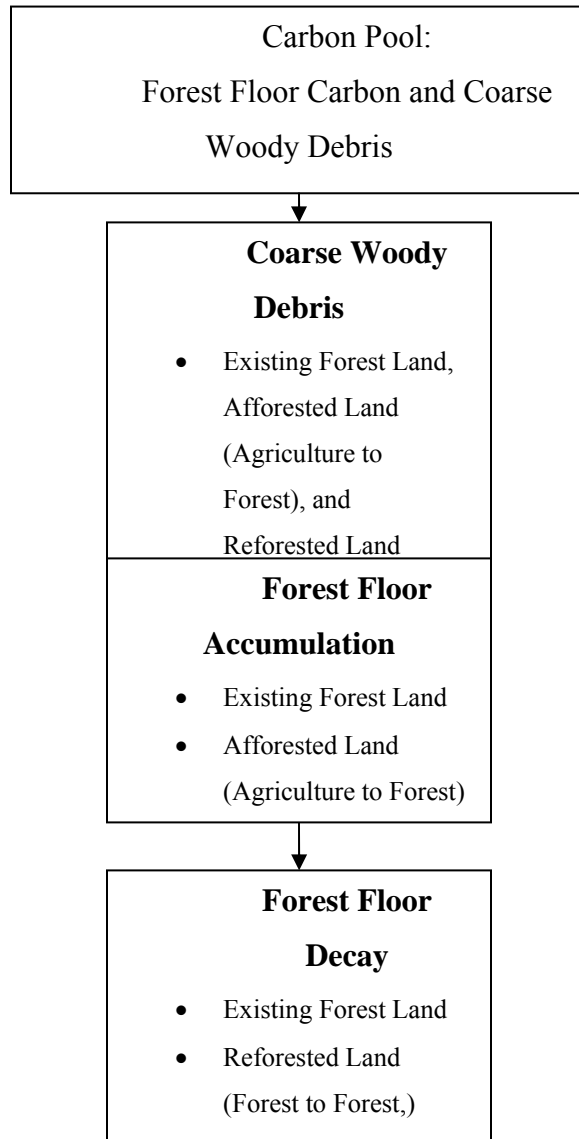 Carbon Pool:
Forest Floor Carbon and Coarse
Woody Debris
Coarse Woody
Debris
• Existing Forest Land,
Afforested Land
(Agriculture to
Forest), and
Reforested Land
Forest Floor
Accumulation
• Existing Forest Land
• Afforested Land
(Agriculture to Forest)
Forest Floor
Decay
• Existing Forest Land
• Reforested Land
(Forest to Forest,)